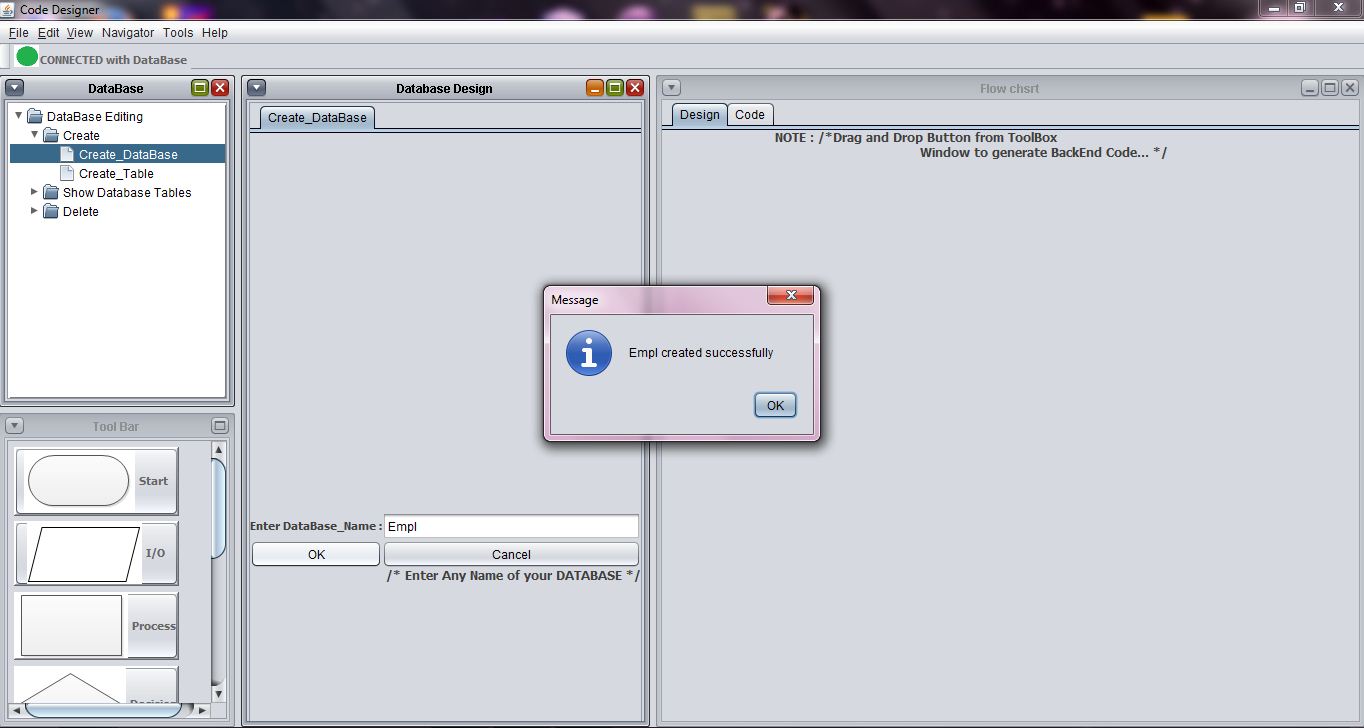 Code Designer
File Edit View Navigator Tools Help
CONNECTED with DataBase
DataBase
DataBase Editing
Create
Create_DataBase
Create_Table
Show Database Tables
Delete
Tool Bar
Start
I/O
Process
Database Design
Create_DataBase
Enter DataBase_Name :
Empl
OK
Cancel
/* Enter Any Name of your DATABASE */
Flow chsrt
Design
Code
NOTE : /*Drag and Drop Button from ToolBox
Window to generate BackEnd Code... */
Message
Empl created successfully
OK